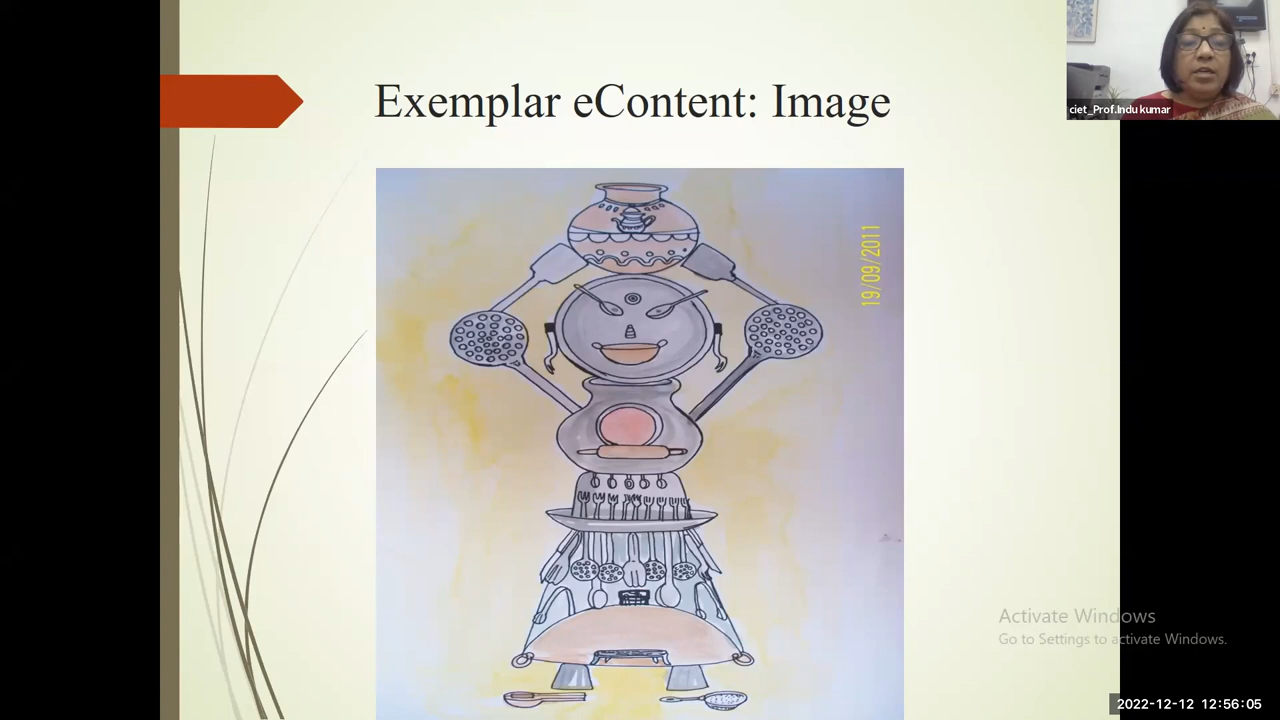 Exemplar eContent: Image
ciet_Prof.Indu kumar
19/09/2011
Activate Windows
Go to Settings to activate Windows.
2022-12-12 12:56:05